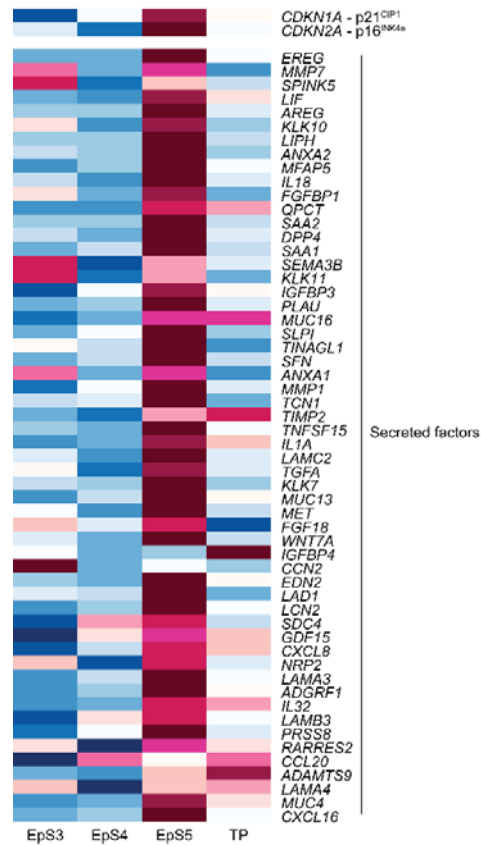 CDKN1A - p21CIP1
CDKN2A - p16INK4a
EREG
MMP7
SPINK5
LIF
AREG
KLK10
LIPH
ANXA2
MFAP5
IL18
FGFBP1
QPCT
SAA2
DPP4
SAA1
SEMA3B
KLK11
IGFBP3
PLAU
MUC16
SLPI
TINAGL1
SFN
ANXA1
MMP1
TCN1
TIMP2
TNFSF15
IL1A
LAMC2
TGFA
KLK7
MUC13
MET
FGF18
WNT7A
IGFBP4
CCN2
EDN2
LAD1
LCN2
SDC4
GDF15
CXCL8
NRP2
LAMA3
ADGRF1
IL32
LAMB3
PRSS8
RARRES2
CCL20
ADAMTS9
LAMA4
MUC4
CXCL16
Secreted factors
EpS3 EpS4 EpS5 TP